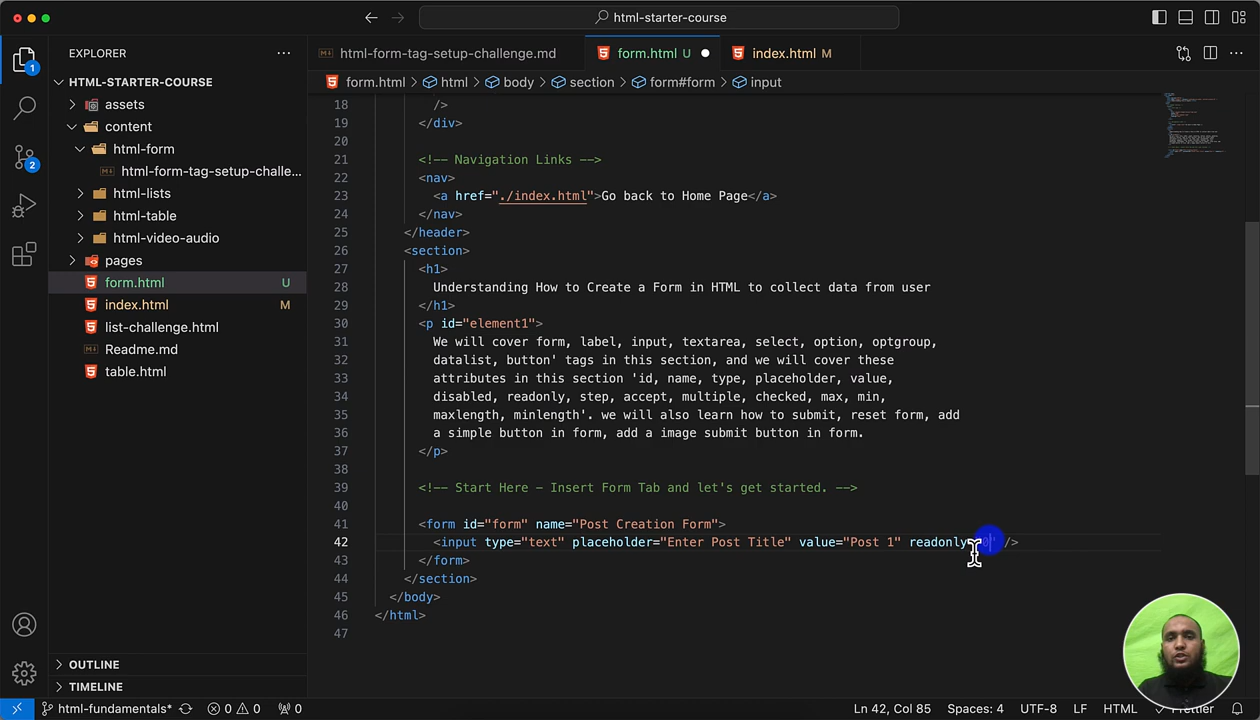 html-starter-course
EXPLORER
html-form-tag-setup-challenge.md
form.html U
index.html M
HTML-STARTER-COURSE
form.html > html > body > section > form#form > input
assets
content
html-form
html-form-tag-setup-challe...
html-lists
html-table
html-video-audio
pages
form.html U
index.html M
list-challenge.html
Readme.md
table.html
OUTLINE
TIMELINE
1
2
18 />
19 </div>
20
21 <!-- Navigation Links -->
22 <nav>
23 <a href="./index.html">Go back to Home Page</a>
24 </nav>
25 </header>
26 <section>
27 <h1>
28 Understanding How to Create a Form in HTML to collect data from user
29 </h1>
30 <p id="element1">
31 We will cover form, label, input, textarea, select, option, optgroup,
32 datalist, button' tags in this section, and we will cover these
33 attributes in this section 'id, name, type, placeholder, value,
34 disabled, readonly, step, accept, multiple, checked, max, min,
35 maxlength, minlength'. we will also learn how to submit, reset form, add
36 a simple button in form, add a image submit button in form.
37 </p>
38
39 <!-- Start Here - Insert Form Tab and let's get started. -->
40
41 <form id="form" name="Post Creation Form">
42 <input type="text" placeholder="Enter Post Title" value="Post 1" readonly />
43 </form>
44 </section>
45 </body>
46 </html>
47
html-fundamentals* 0 0 0 Ln 42, Col 85 Spaces: 4 UTF-8 LF HTML Prettier